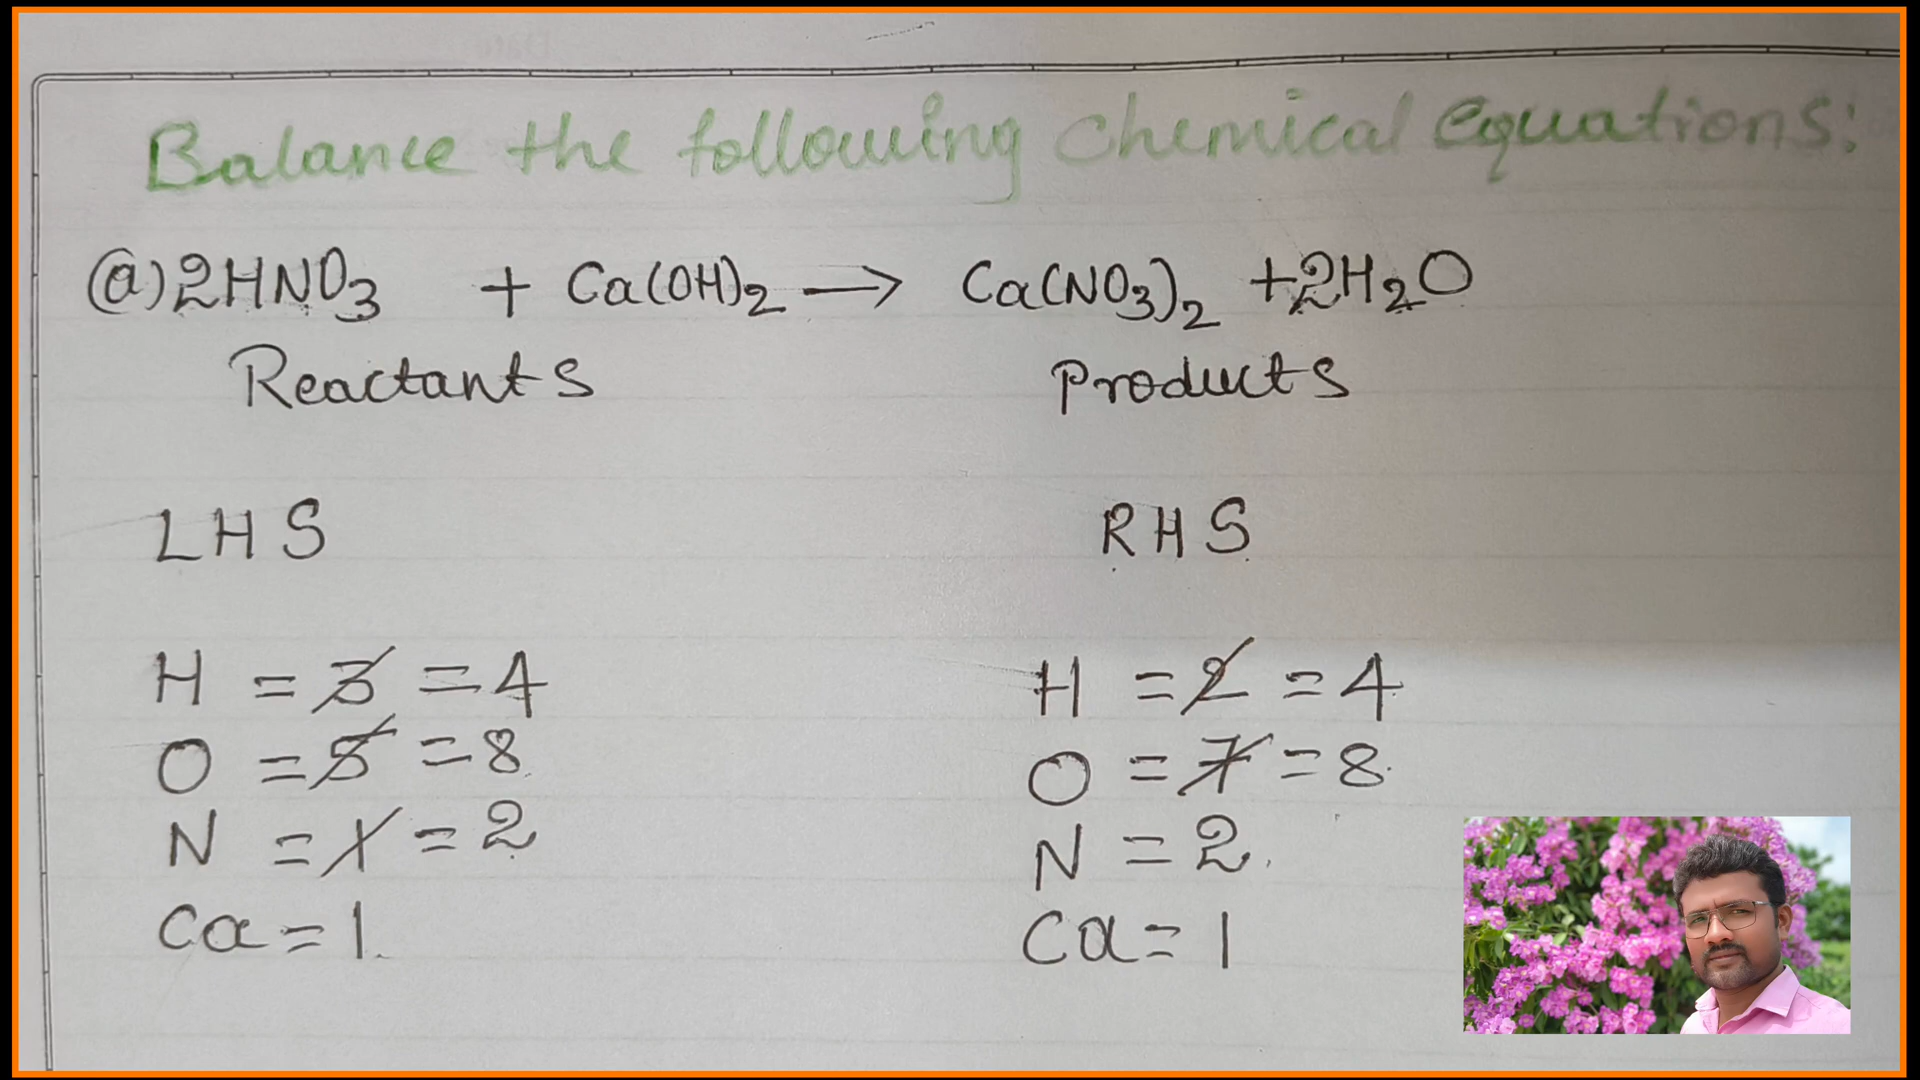 Balance the following Chemical equations:
(a) 2HNO₃ + Ca(OH)₂ → Ca(NO₃)₂ + 2H₂O
Reactants Products
LHS RHS
H = 3 = 4 H = 2 = 4
O = 5 = 8 O = 7 = 8
N = 1 = 2 N = 2
Ca = 1 Ca = 1